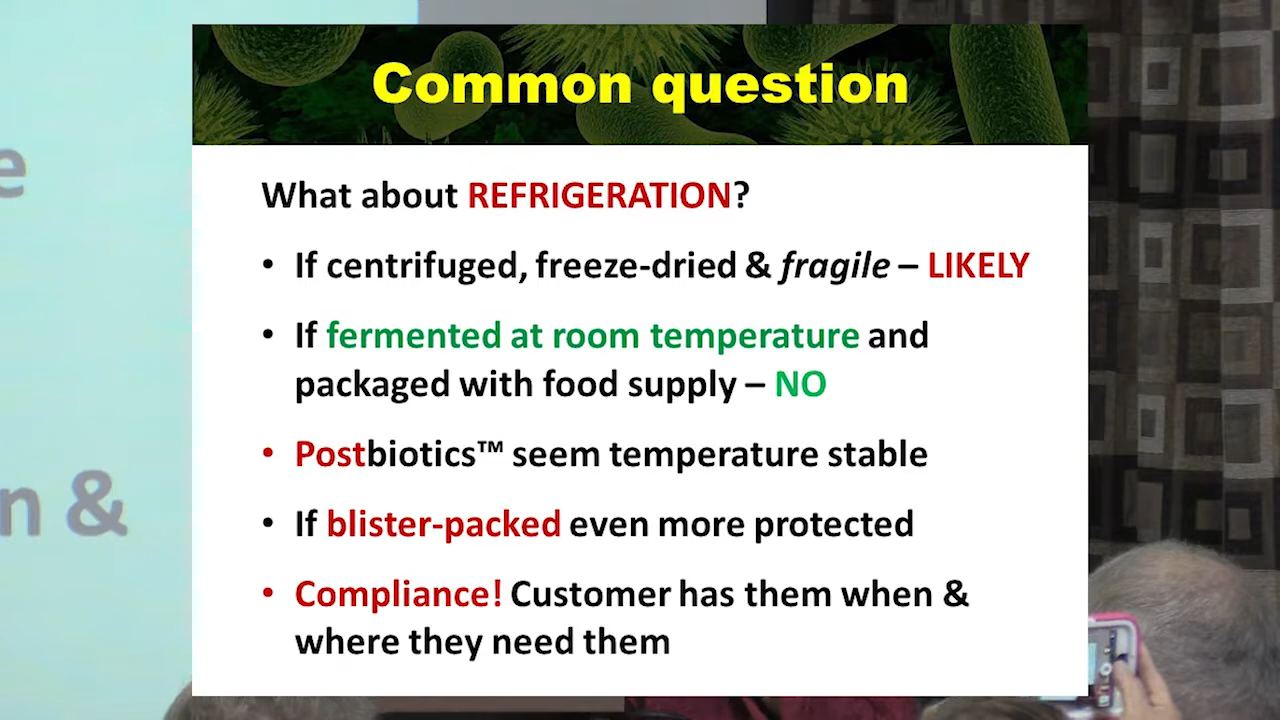 Common question
What about REFRIGERATION?
• If centrifuged, freeze-dried & fragile – LIKELY
• If fermented at room temperature and
packaged with food supply – NO
• Postbiotics™ seem temperature stable
• If blister-packed even more protected
• Compliance! Customer has them when &
where they need them
e
n &